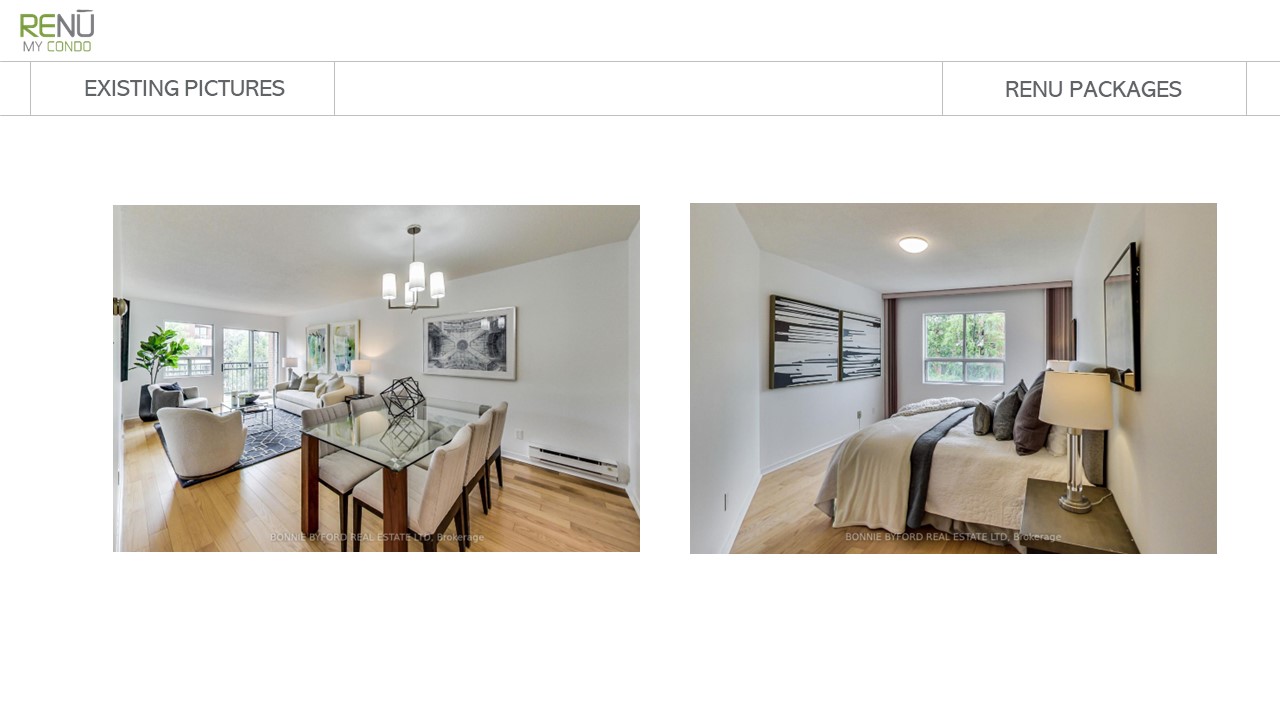 RENŪ
MY CONDO
EXISTING PICTURES
RENU PACKAGES
BONNIE BYFORD REAL ESTATE LTD, Brokerage
BONNIE BYFORD REAL ESTATE LTD, Brokerage